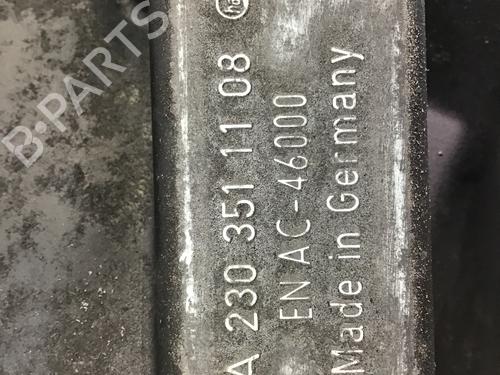 A 230 351 11 08
EN AC-46000
Made in Germany
B-PARTS